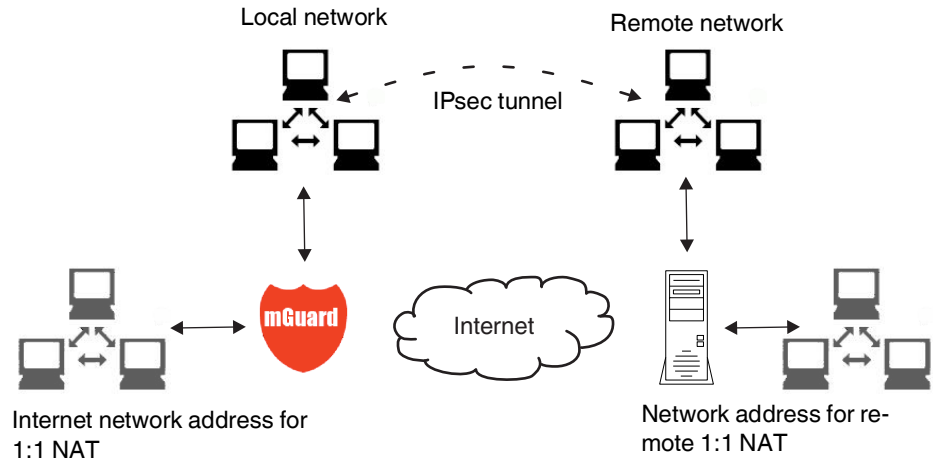 Local network
Remote network
IPsec tunnel
mGuard
Internet
Internet network address for
1:1 NAT
Network address for re-
mote 1:1 NAT